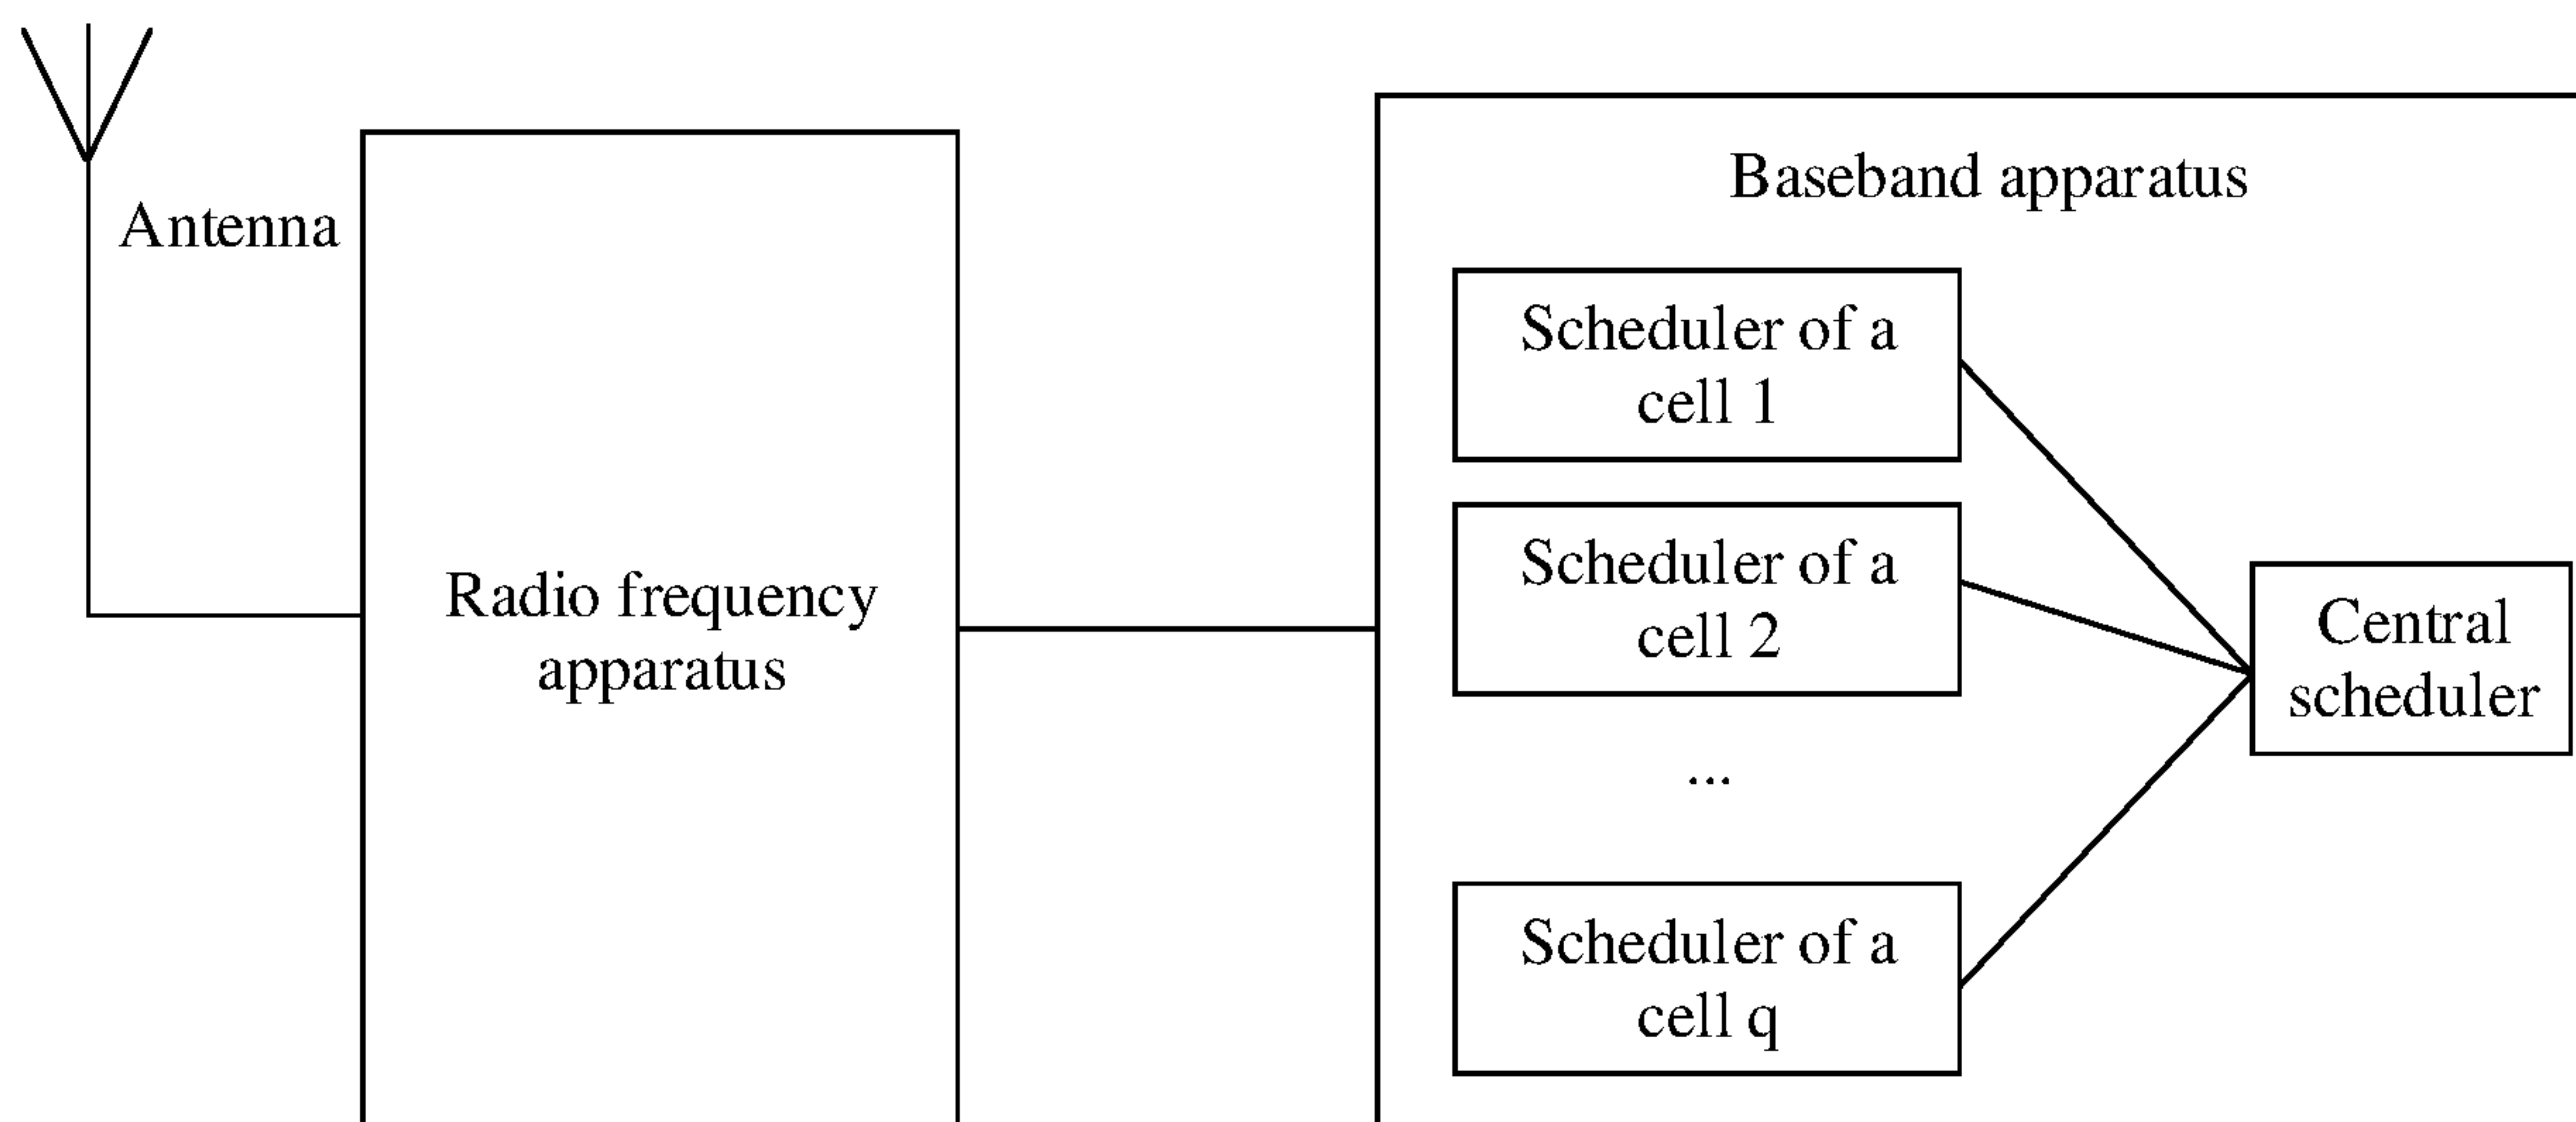 Antenna
Radio frequency
apparatus
Baseband apparatus
Scheduler of a
cell 1
Scheduler of a
cell 2
...
Scheduler of a
cell q
Central
scheduler